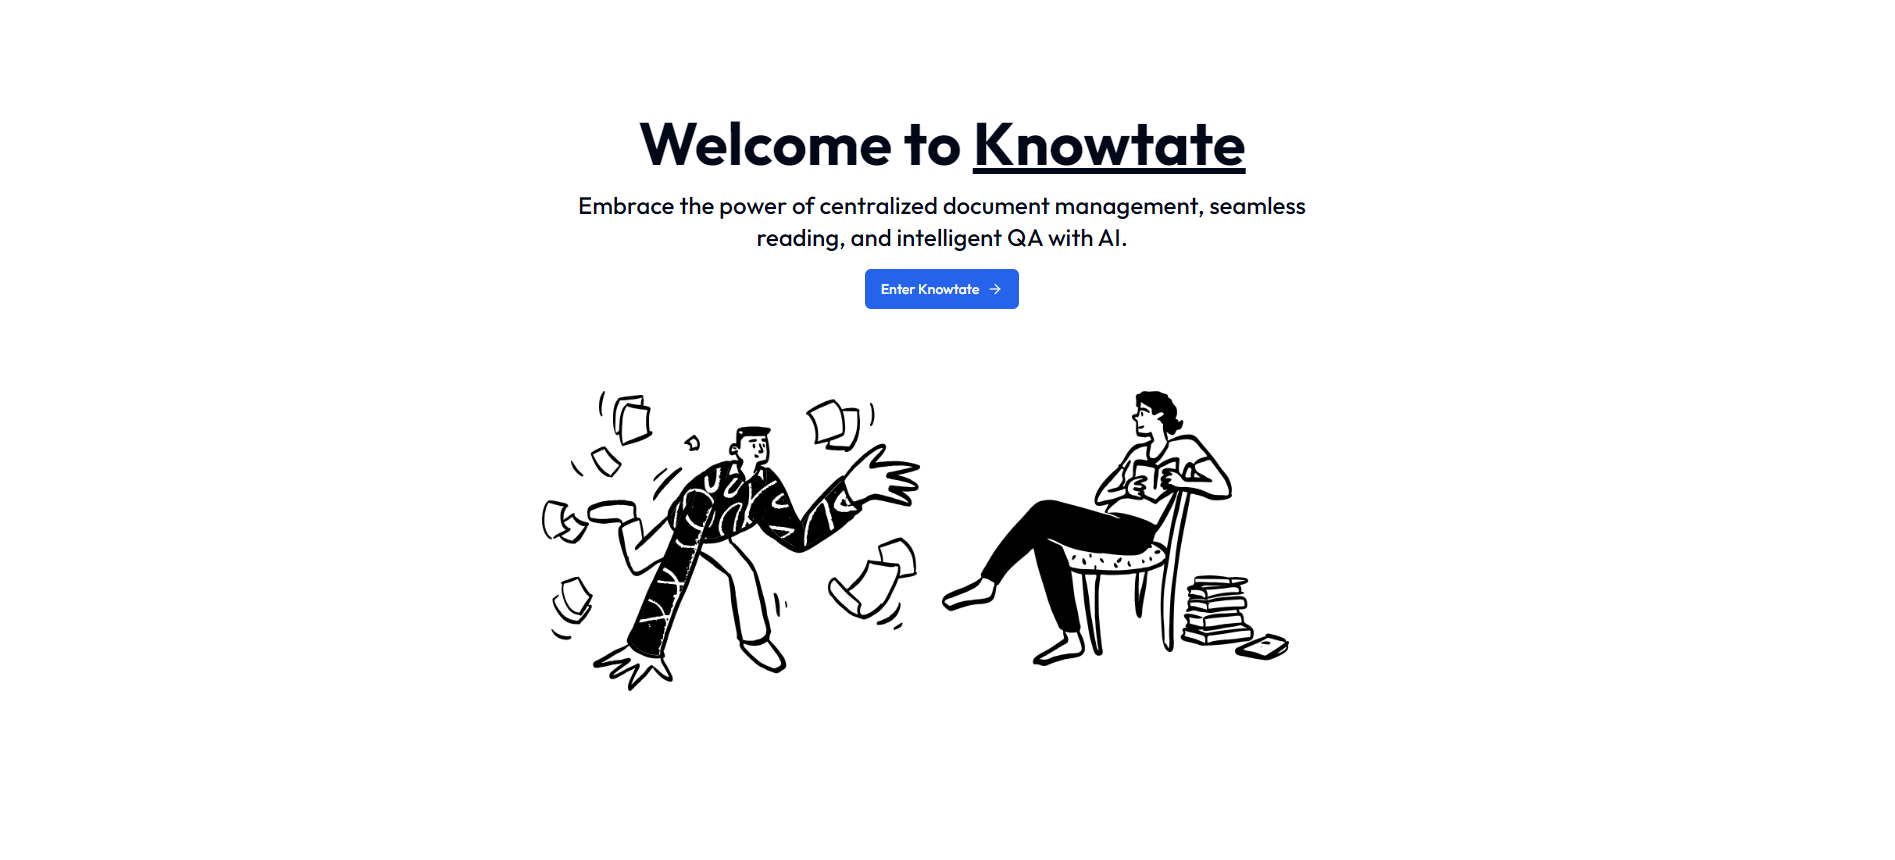 Welcome to Knowtate
Embrace the power of centralized document management, seamless
reading, and intelligent QA with AI.
Enter Knowtate →